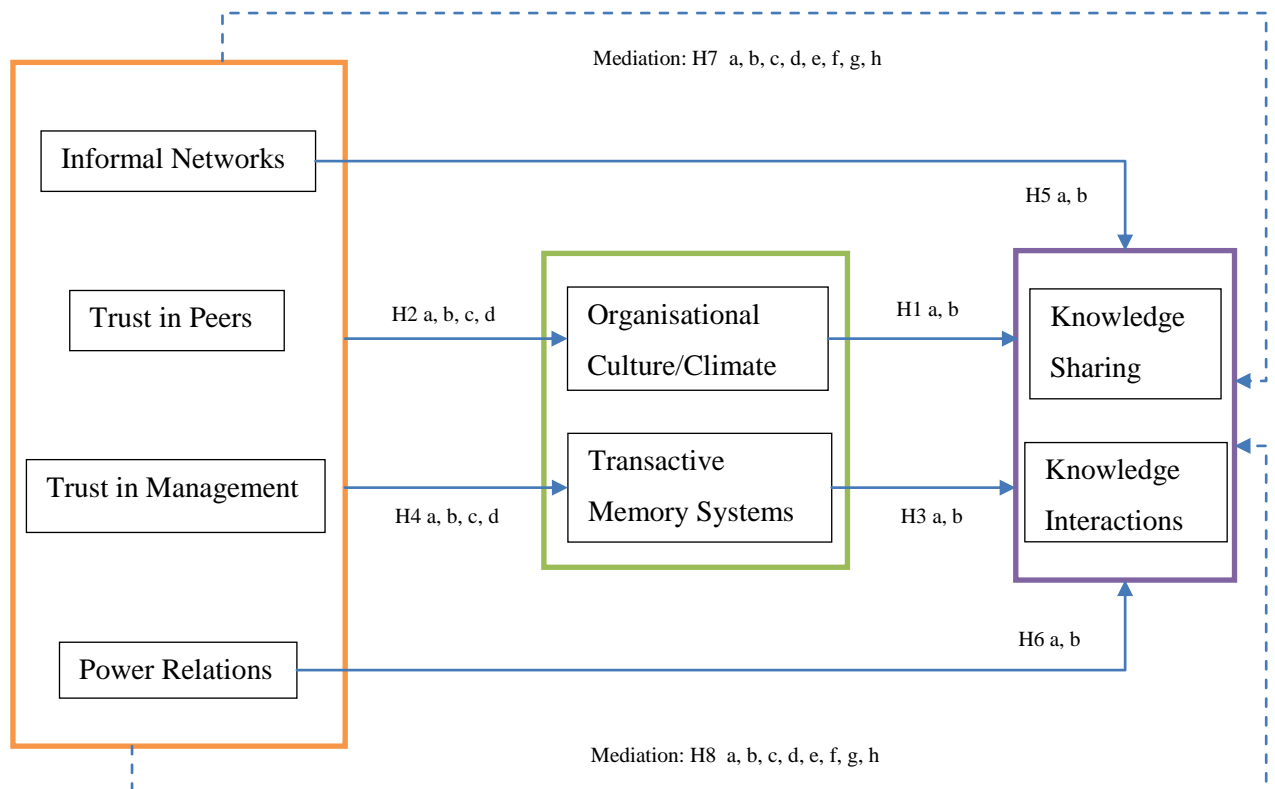 Mediation: H7 a, b, c, d, e, f, g, h
Informal Networks
H5 a, b
Trust in Peers
H2 a, b, c, d
Organisational
Culture/Climate
H1 a, b
Knowledge
Sharing
Trust in Management
H4 a, b, c, d
Transactive
Memory Systems
H3 a, b
Knowledge
Interactions
Power Relations
H6 a, b
Mediation: H8 a, b, c, d, e, f, g, h